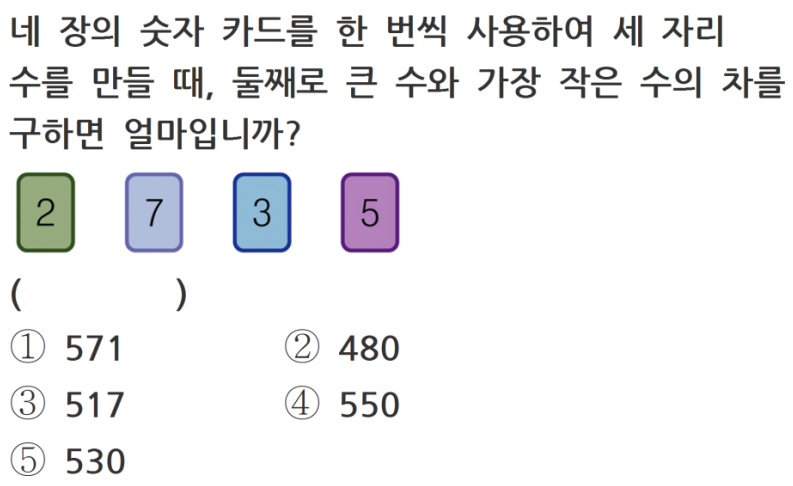 네 장의 숫자 카드를 한 번씩 사용하여 세 자리
수를 만들 때, 둘째로 큰 수와 가장 작은 수의 차를
구하면 얼마입니까?
2 7 3 5
( )
① 571 ② 480
③ 517 ④ 550
⑤ 530